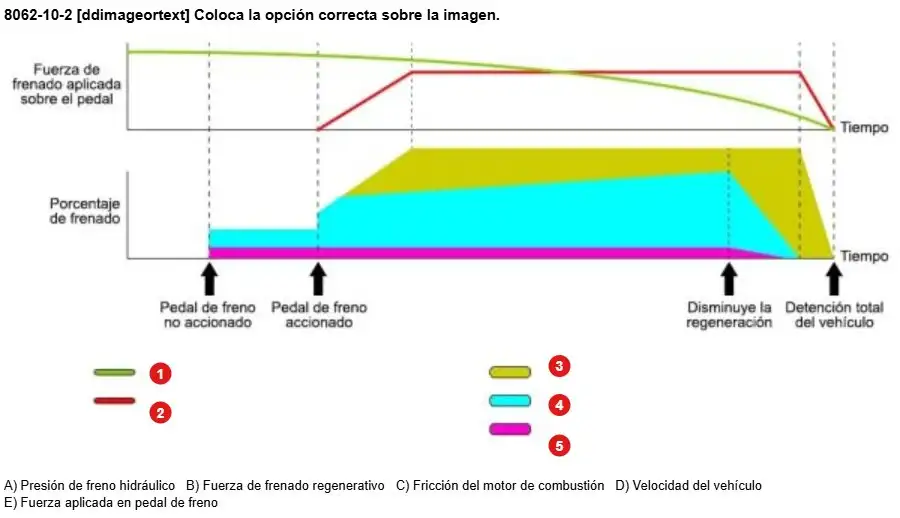 8062-10-2 [ddimageortext] Coloca la opción correcta sobre la imagen.
Fuerza de
frenado aplicada
sobre el pedal
Tiempo
Porcentaje
de frenado
Tiempo
Pedal de freno
no accionado
Pedal de freno
accionado
Disminuye la
regeneración
Detención total
del vehículo
1
2
3
4
5
A) Presión de freno hidráulico B) Fuerza de frenado regenerativo C) Fricción del motor de combustión D) Velocidad del vehículo
E) Fuerza aplicada en pedal de freno